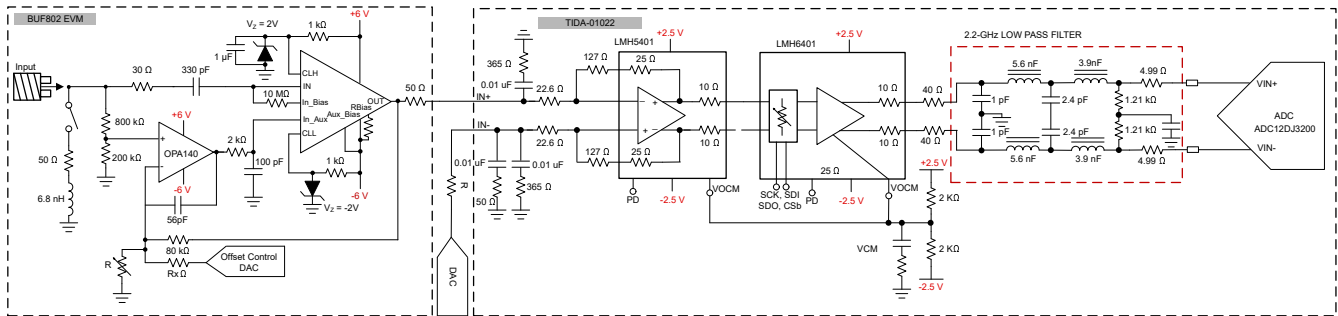 BUF802 EVM
Input
30 Ω
330 pF
1 µF
V_Z = 2V
1 kΩ
+6 V
CLH
IN
In_Bias
In_Aux
CLL
OUT
RBias
Aux_Bias
10 MΩ
50 Ω
800 kΩ
200 kΩ
+6 V
OPA140
-6 V
2 kΩ
100 pF
1 kΩ
V_Z = -2V
-6 V
50 Ω
6.8 nH
56pF
80 kΩ
Rx Ω
R
Offset Control
DAC
TIDA-01022
IN+
IN-
365 Ω
0.01 uF
22.6 Ω
22.6 Ω
0.01 uF
0.01 uF
365 Ω
50 Ω
R
DAC
LMH5401
+2.5 V
127 Ω
25 Ω
10 Ω
10 Ω
127 Ω
25 Ω
PD
-2.5 V
VOCM
LMH6401
+2.5 V
10 Ω
10 Ω
25 Ω
SCK, SDI
SDO, CSb
PD
-2.5 V
VOCM
40 Ω
40 Ω
+2.5 V
2 KΩ
2 KΩ
-2.5 V
VCM
2.2-GHz LOW PASS FILTER
5.6 nF
3.9nF
4.99 Ω
1 pF
1 pF
2.4 pF
2.4 pF
1.21 kΩ
1.21 kΩ
5.6 nF
3.9 nF
4.99 Ω
VIN+
VIN-
ADC
ADC12DJ3200